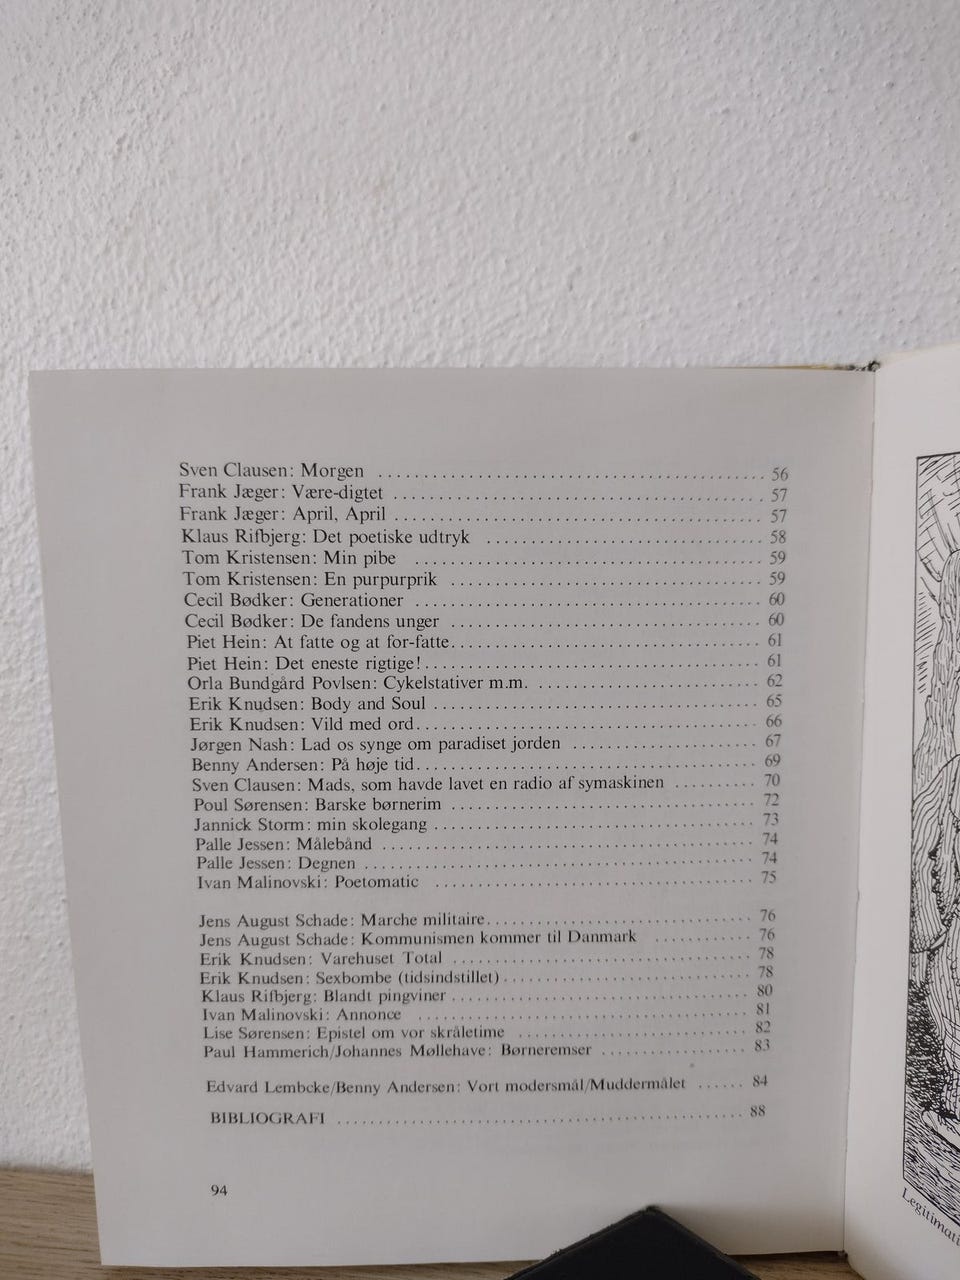 Sven Clausen: Morgen ........................................ 56
Frank Jæger: Være-digtet ........................................ 57
Frank Jæger: April, April ........................................ 57
Klaus Rifbjerg: Det poetiske udtryk ........................................ 58
Tom Kristensen: Min pibe ........................................ 59
Tom Kristensen: En purpurprik ........................................ 59
Cecil Bødker: Generationer ........................................ 60
Cecil Bødker: De fandens unger ........................................ 60
Piet Hein: At fatte og at for-fatte ........................................ 61
Piet Hein: Det eneste rigtige! ........................................ 61
Orla Bundgård Povlsen: Cykelstativer m.m. ........................................ 62
Erik Knudsen: Body and Soul ........................................ 65
Erik Knudsen: Vild med ord ........................................ 66
Jørgen Nash: Lad os synge om paradiset jorden .................... 67
Benny Andersen: På høje tid ........................................ 69
Sven Clausen: Mads, som havde lavet en radio af symaskinen .......... 70
Poul Sørensen: Barske børnerim ........................................ 72
Jannick Storm: min skolegang ........................................ 73
Palle Jessen: Målebånd ........................................ 74
Palle Jessen: Degnen ........................................ 74
Ivan Malinovski: Poetomatic ........................................ 75
Jens August Schade: Marche militaire ........................................ 76
Jens August Schade: Kommunismen kommer til Danmark ............ 76
Erik Knudsen: Varehuset Total ........................................ 78
Erik Knudsen: Sexbombe (tidsindstillet) ........................................ 78
Klaus Rifbjerg: Blandt pingviner ........................................ 80
Ivan Malinovski: Annonce ........................................ 81
Lise Sørensen: Epistel om vor skråletime .............................. 82
Paul Hammerich/Johannes Møllehave: Børneremser .................. 83
Edvard Lembcke/Benny Andersen: Vort modersmål/Muddermålet ...... 84
BIBLIOGRAFI ........................................ 88
94